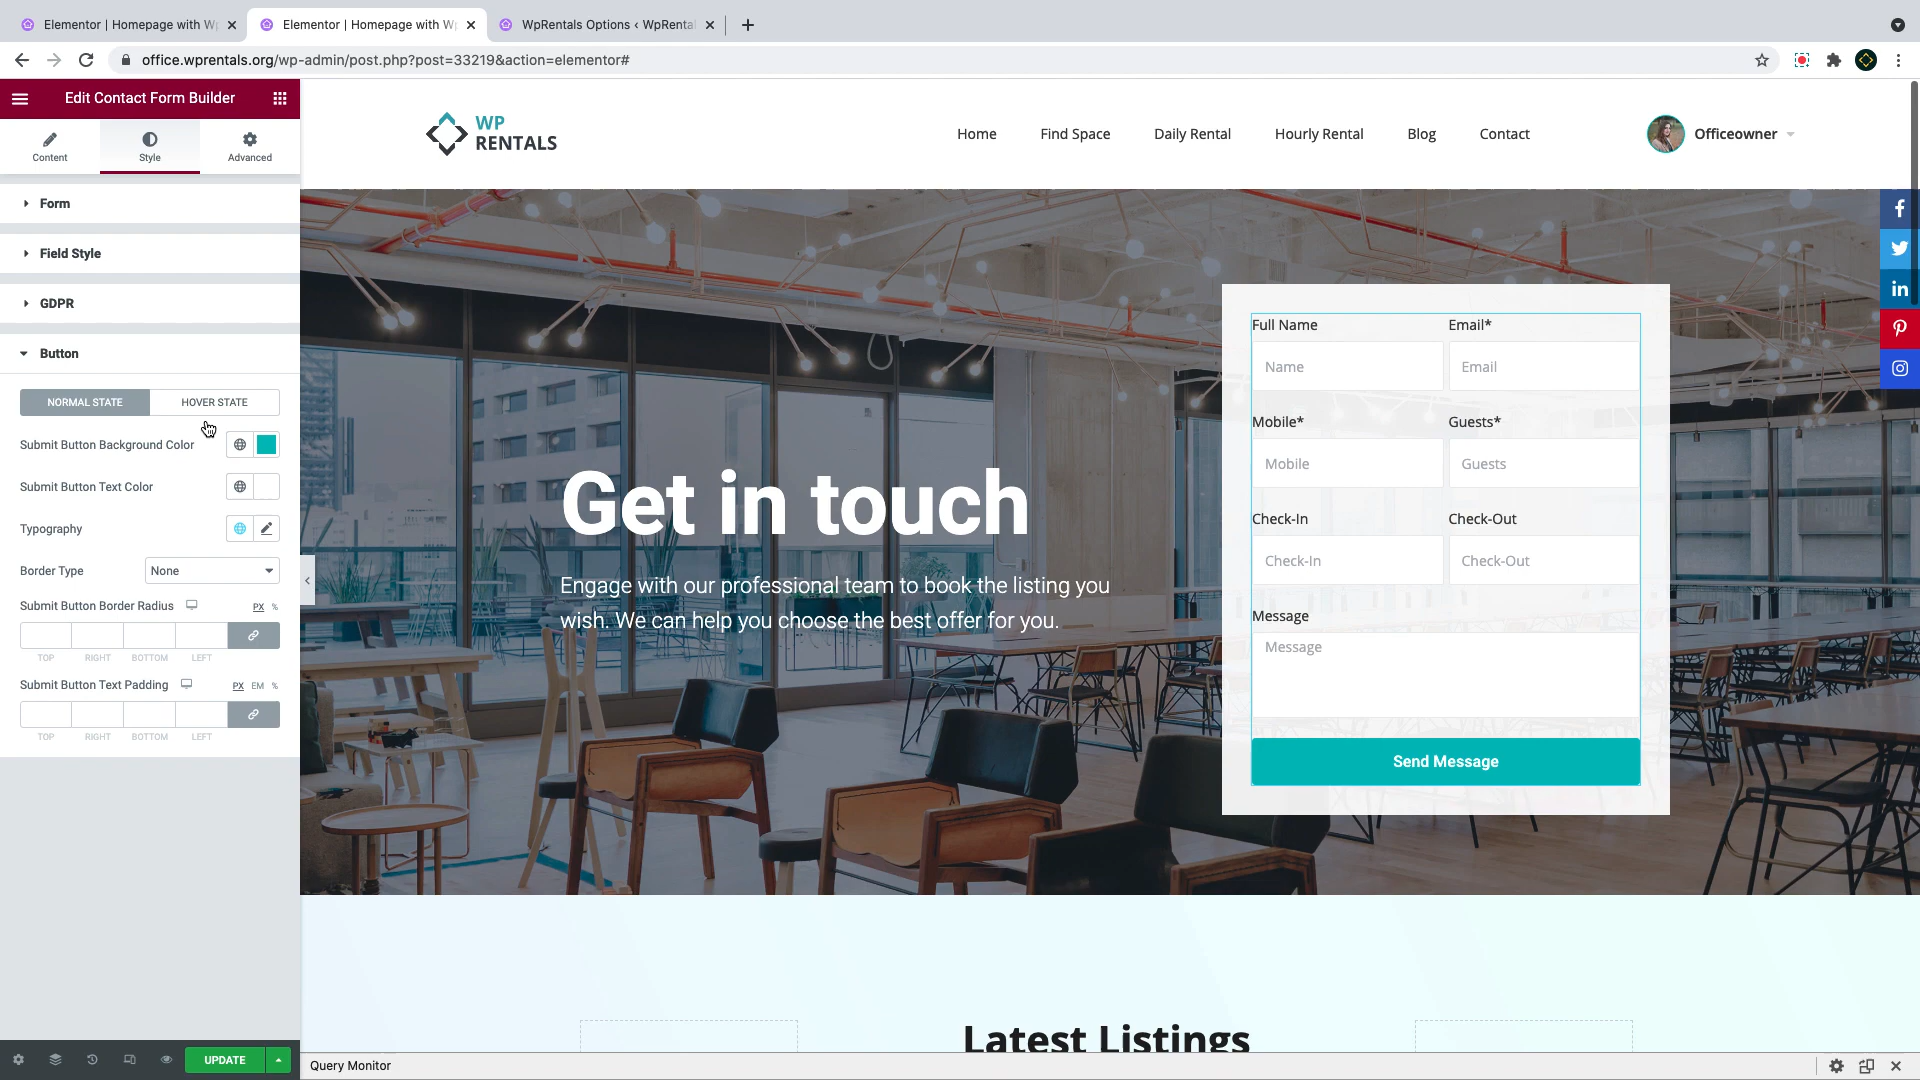 Elementor | Homepage with Wp
Elementor | Homepage with Wp
WpRentals Options ‹ WpRental
office.wprentals.org/wp-admin/post.php?post=33219&action=elementor#
Edit Contact Form Builder
Content
Style
Advanced
Form
Field Style
GDPR
Button
NORMAL STATE
HOVER STATE
Submit Button Background Color
Submit Button Text Color
Typography
Border Type
None
Submit Button Border Radius
PX %
TOP RIGHT BOTTOM LEFT
Submit Button Text Padding
PX EM %
TOP RIGHT BOTTOM LEFT
UPDATE
WP
RENTALS
Home
Find Space
Daily Rental
Hourly Rental
Blog
Contact
Officeowner
Get in touch
Engage with our professional team to book the listing you
wish. We can help you choose the best offer for you.
Full Name
Email*
Name
Email
Mobile*
Guests*
Mobile
Guests
Check-In
Check-Out
Check-In
Check-Out
Message
Message
Send Message
Latest Listings
Query Monitor